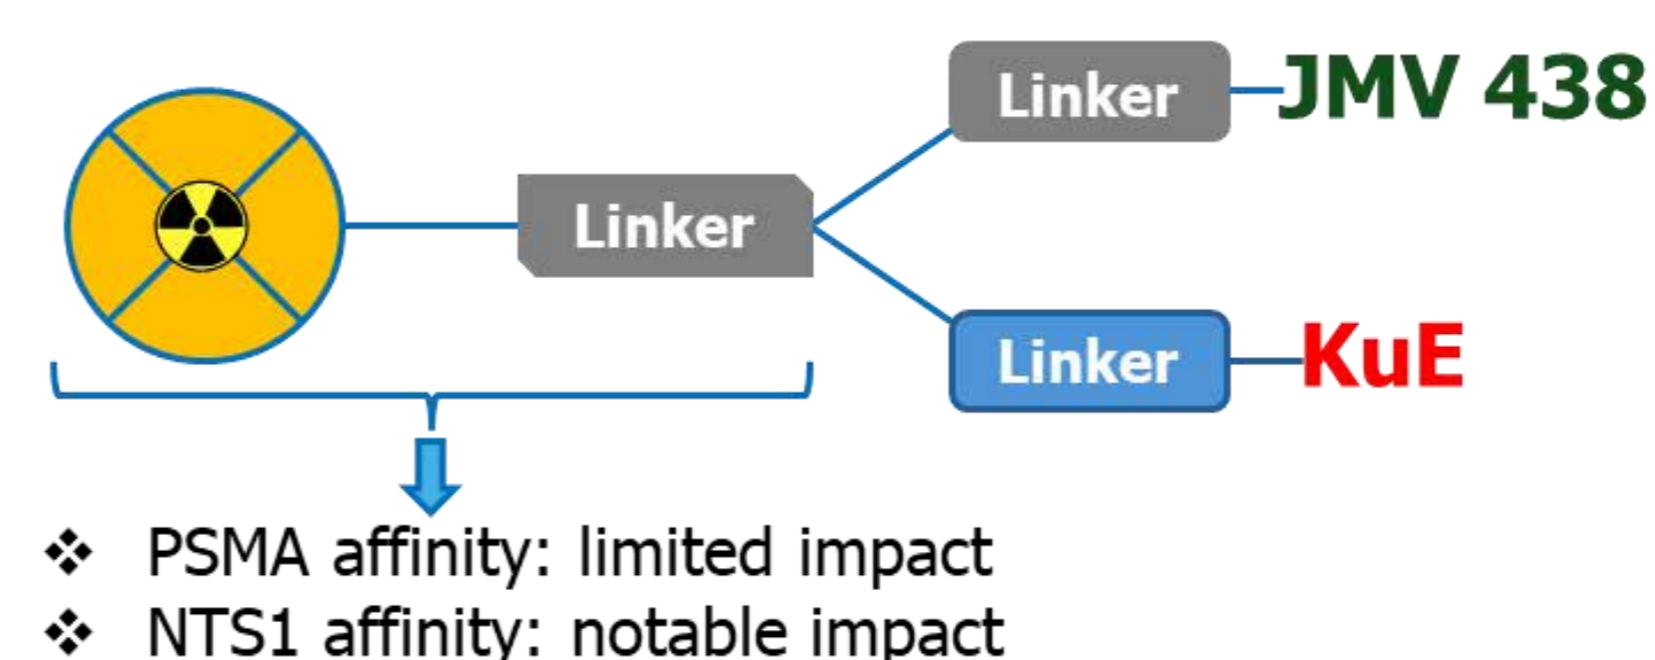 Linker
JMV 438
Linker
Linker
KuE
❖ PSMA affinity: limited impact
❖ NTS1 affinity: notable impact